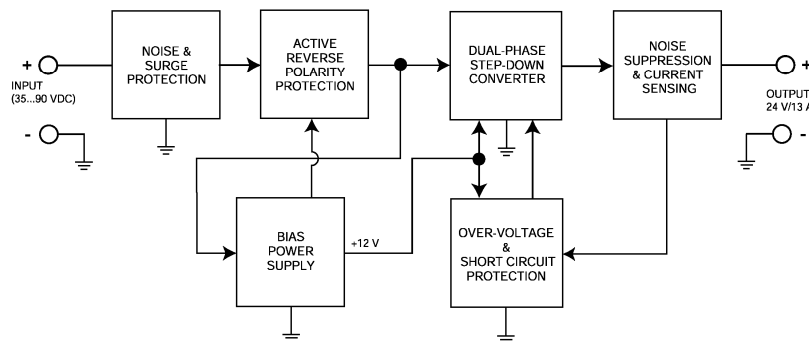 NOISE &
SURGE
PROTECTION
ACTIVE
REVERSE
POLARITY
PROTECTION
DUAL-PHASE
STEP-DOWN
CONVERTER
NOISE
SUPPRESSION
& CURRENT
SENSING
+
INPUT
(35...90 VDC)
-
+
OUTPUT
24 V/13 A
-
BIAS
POWER
SUPPLY
+12 V
OVER-VOLTAGE
&
SHORT CIRCUIT
PROTECTION